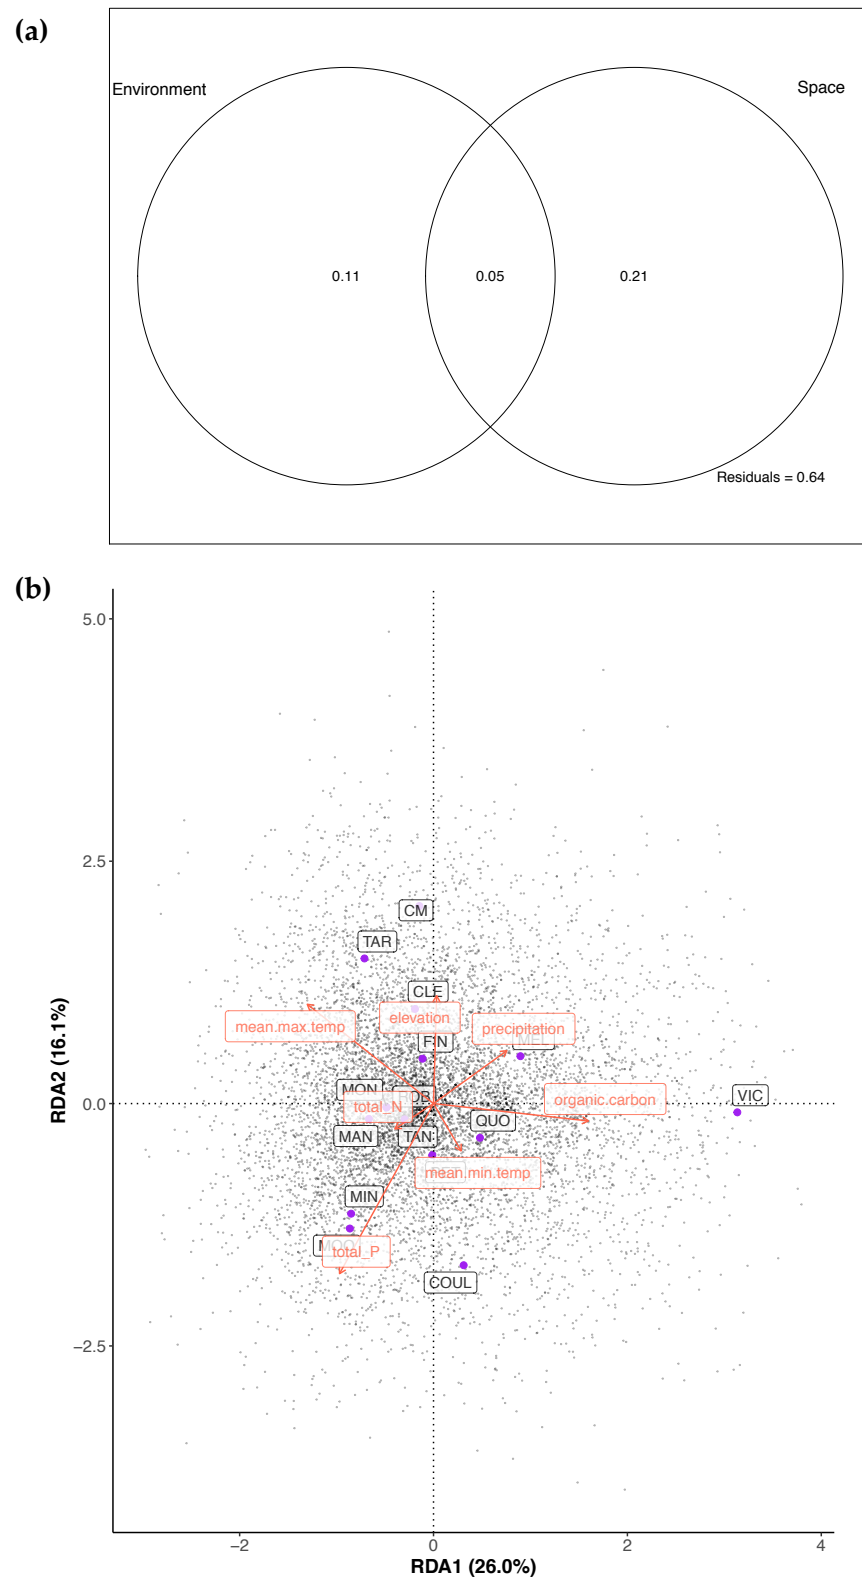 (a)
Environment
Space
0.11
0.05
0.21
Residuals = 0.64
(b)
5.0
2.5
0.0
−2.5
RDA2 (16.1%)
CM
TAR
CLE
elevation
mean.max.temp
precipitation
FIN
MEL
MON
total_N
organic.carbon
VIC
MAN
TAN
QUO
mean.min.temp
MIN
total_P
COUL
−2
0
2
4
RDA1 (26.0%)